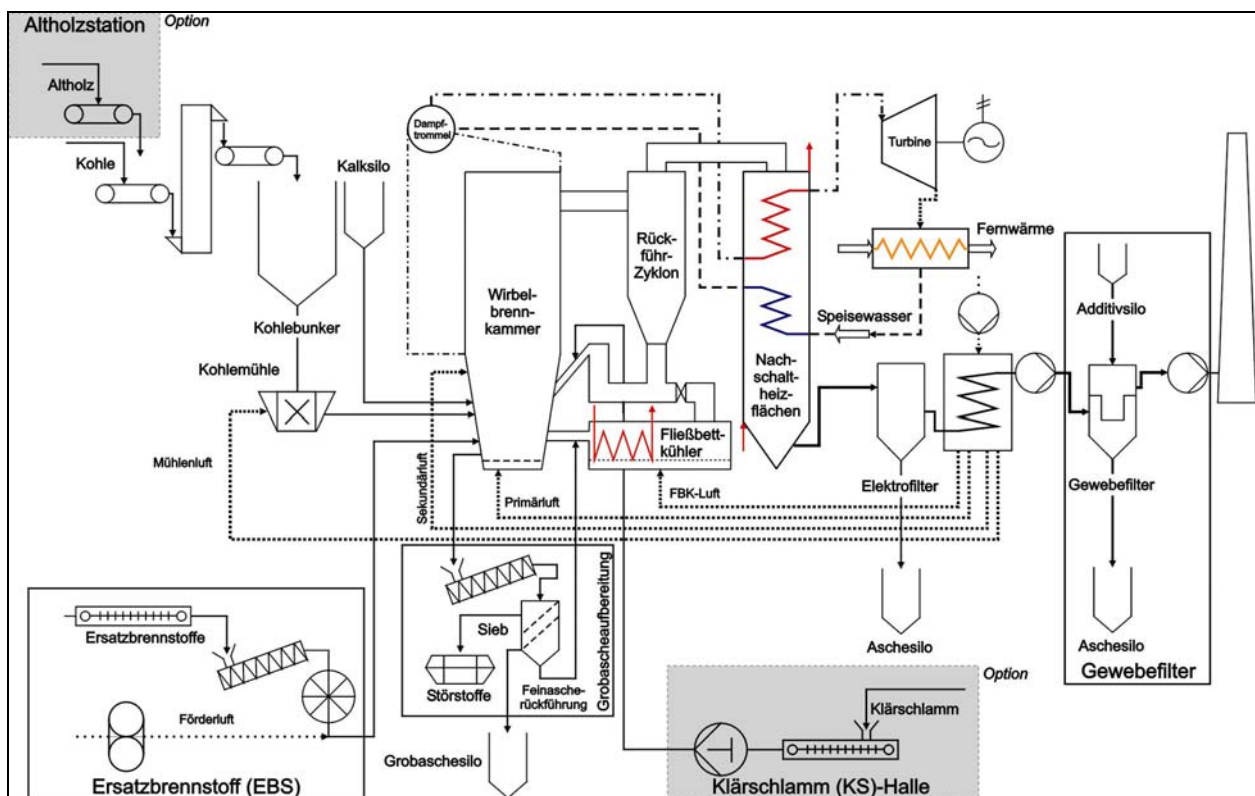 Altholzstation
Option
Altholz
Kohle
Kalksilo
Dampf-
trommel
Turbine
Rück-
führ-
Zyklon
Fernwärme
Wirbel-
brenn-
kammer
Additivsilo
Kohlebunker
Speisewasser
Kohlemühle
Nach-
schalt-
heiz-
flächen
Fließbett-
kühler
Mühlenluft
Sekundärluft
Primärluft
FBK-Luft
Elektrofilter
Gewebefilter
Grobascheaufbereitung
Ersatzbrennstoffe
Sieb
Störstoffe
Feinasche-
rückführung
Aschesilo
Aschesilo
Gewebefilter
Option
Klärschlamm
Förderluft
Grobaschesilo
Ersatzbrennstoff (EBS)
Klärschlamm (KS)-Halle